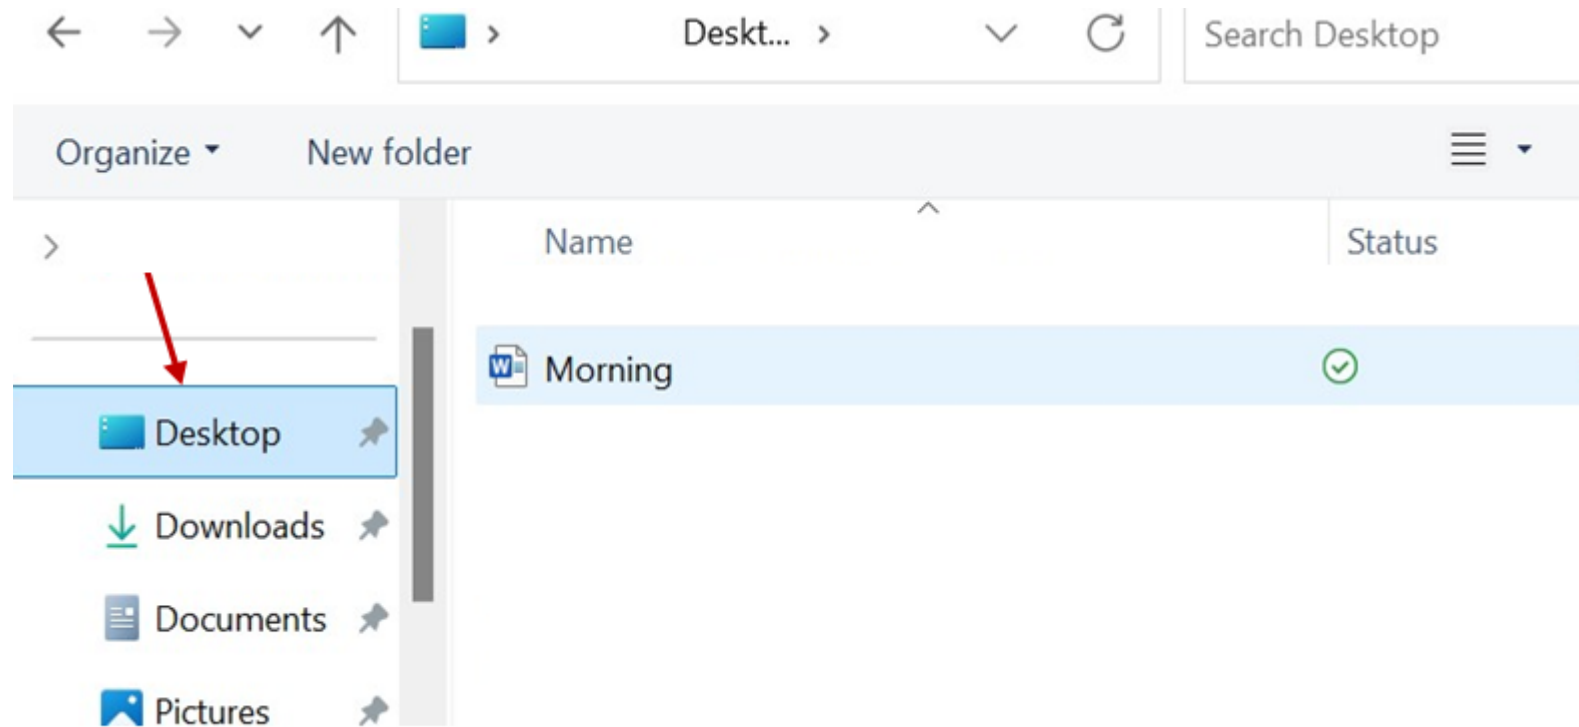 Deskt...
Search Desktop
Organize
New folder
Name
Status
W
Morning
Desktop
Downloads
Documents
Pictures